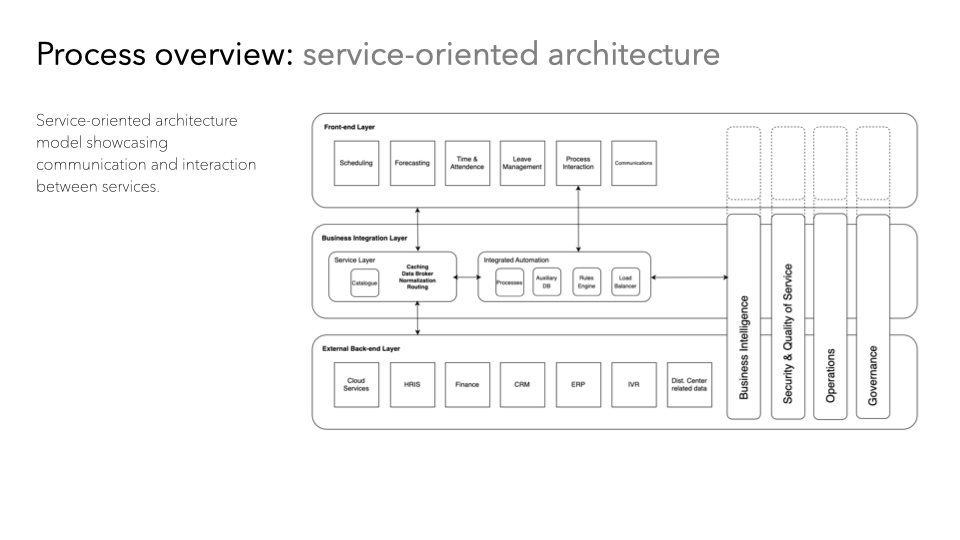 Process overview: service-oriented architecture
Service-oriented architecture
model showcasing
communication and interaction
between services.
Front-end Layer
Scheduling
Forecasting
Time &
Attendence
Leave
Management
Process
Interaction
Communications
Business Integration Layer
Service Layer
Catalogue
Caching
Data Broker
Normalization
Routing
Integrated Automation
Processes
Auxiliary
DB
Rules
Engine
Load
Balancer
External Back-end Layer
Cloud
Services
HRIS
Finance
CRM
ERP
IVR
Dist. Center
related data
Business Intelligence
Security & Quality of Service
Operations
Governance